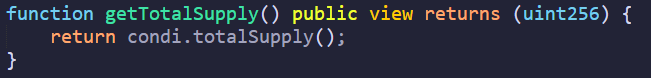 function getTotalSupply() public view returns (uint256) {
    return condi.totalSupply();
}